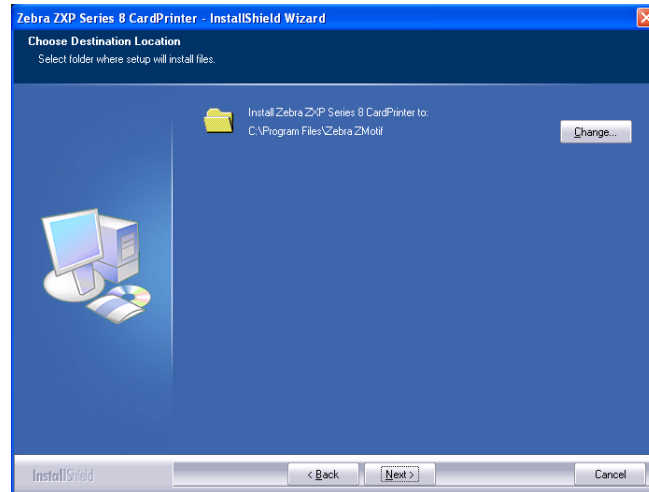 Zebra ZXP Series 8 CardPrinter - InstallShield Wizard
Choose Destination Location
Select folder where setup will install files.
Install Zebra ZXP Series 8 CardPrinter to:
C:\Program Files\Zebra ZMotif
Change...
InstallShield
< Back
Next >
Cancel